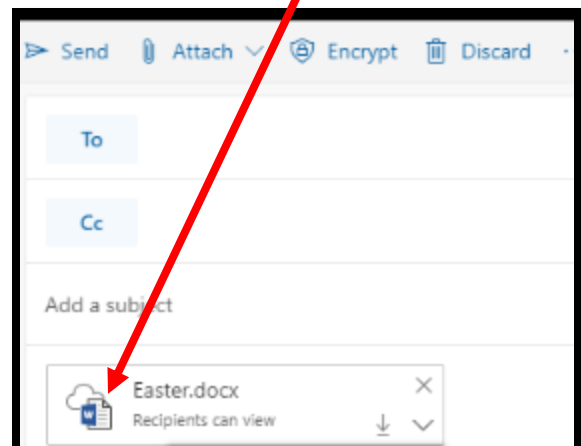 Send Attach Encrypt Discard
To
Cc
Add a subject
Easter.docx
Recipients can view